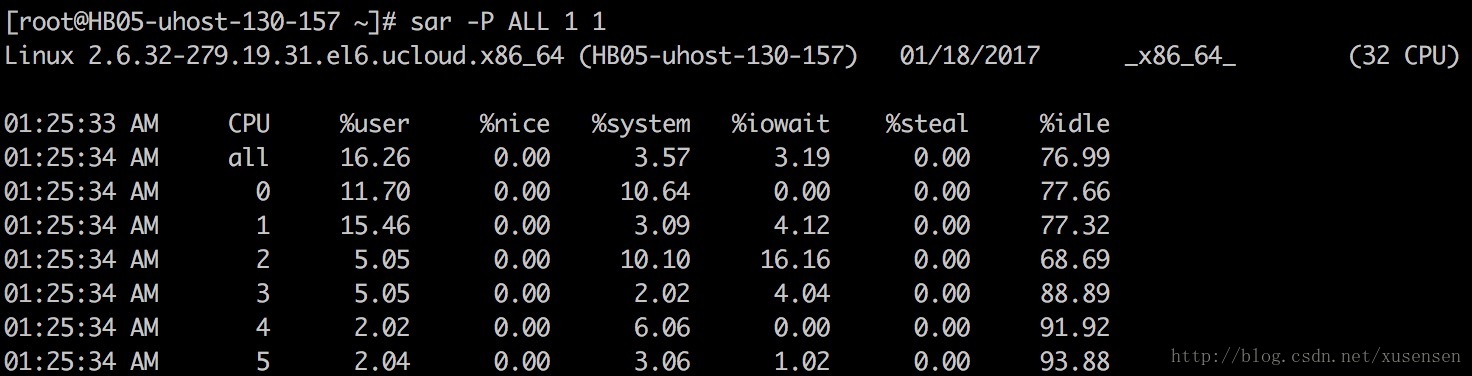 [root@HB05-uhost-130-157 ~]# sar -P ALL 1 1
Linux 2.6.32-279.19.31.el6.ucloud.x86_64 (HB05-uhost-130-157) 01/18/2017 _x86_64_ (32 CPU)
01:25:33 AM CPU %user %nice %system %iowait %steal %idle
01:25:34 AM all 16.26 0.00 3.57 3.19 0.00 76.99
01:25:34 AM 0 11.70 0.00 10.64 0.00 0.00 77.66
01:25:34 AM 1 15.46 0.00 3.09 4.12 0.00 77.32
01:25:34 AM 2 5.05 0.00 10.10 16.16 0.00 68.69
01:25:34 AM 3 5.05 0.00 2.02 4.04 0.00 88.89
01:25:34 AM 4 2.02 0.00 6.06 0.00 0.00 91.92
01:25:34 AM 5 2.04 0.00 3.06 1.02 0.00 93.88
http://blog.csdn.net/xusensen